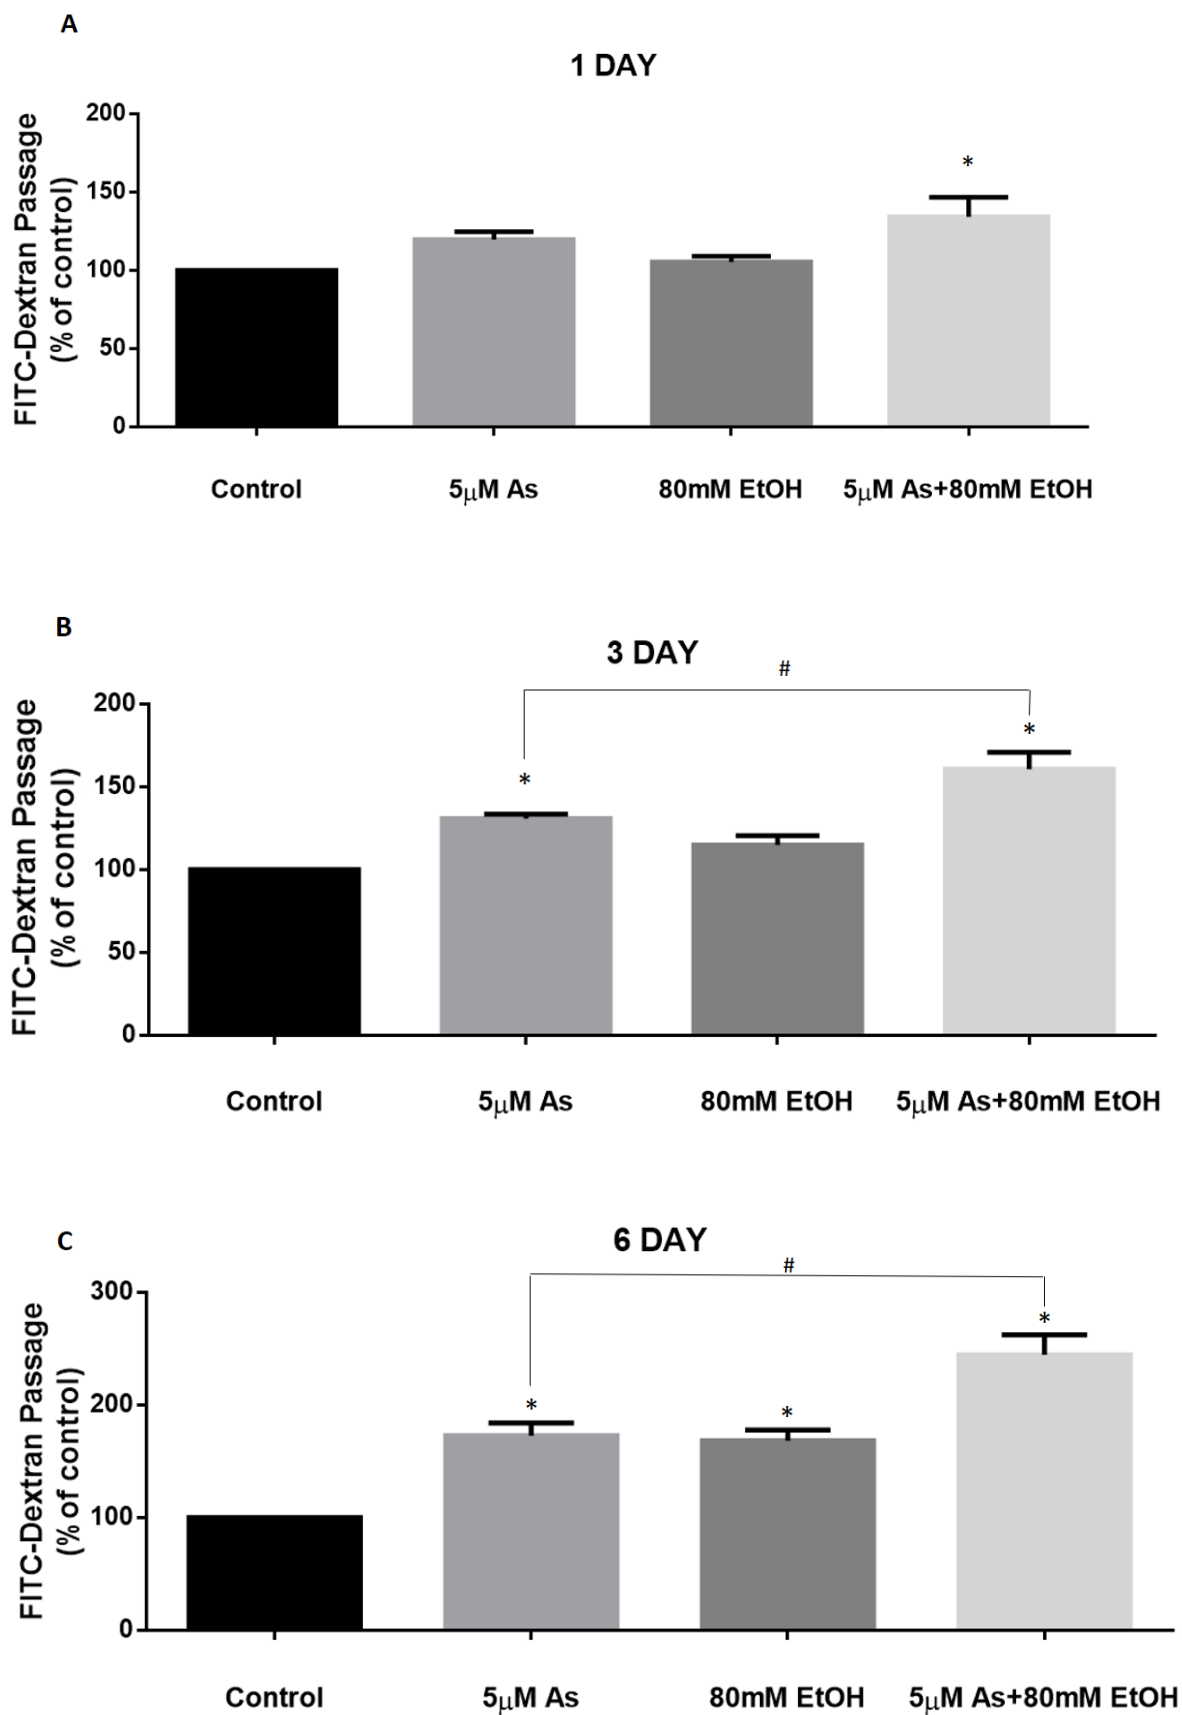 A
1 DAY
FITC-Dextran Passage
(% of control)
200
150
100
50
0
*
Control
5μM As
80mM EtOH
5μM As+80mM EtOH
B
3 DAY
#
FITC-Dextran Passage
(% of control)
200
150
100
50
0
*
*
Control
5μM As
80mM EtOH
5μM As+80mM EtOH
C
6 DAY
#
FITC-Dextran Passage
(% of control)
300
200
100
0
*
*
*
Control
5μM As
80mM EtOH
5μM As+80mM EtOH